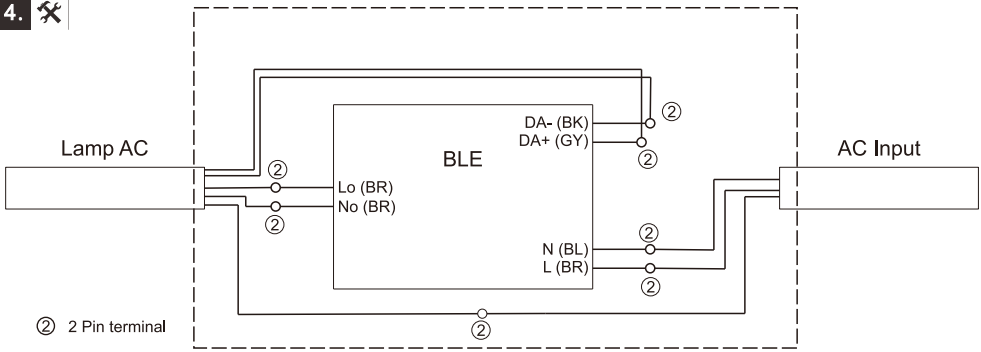 4.
②
DA- (BK)
DA+ (GY)
②
Lamp AC
BLE
AC Input
②
Lo (BR)
No (BR)
②
②
N (BL)
L (BR)
②
② 2 Pin terminal
②